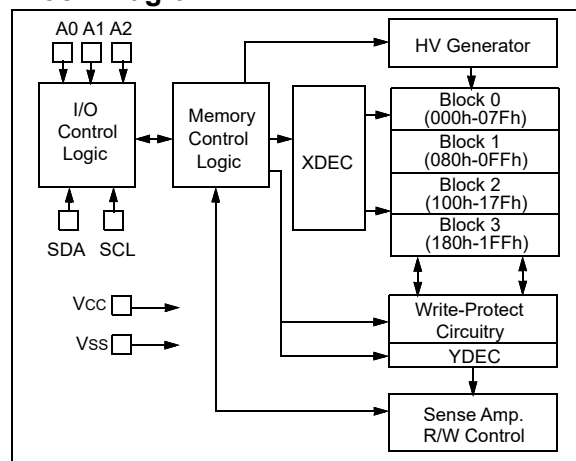 A0 A1 A2
I/O
Control
Logic
Memory
Control
Logic
XDEC
HV Generator
Block 0
(000h-07Fh)
Block 1
(080h-0FFh)
Block 2
(100h-17Fh)
Block 3
(180h-1FFh)
SDA SCL
VCC
VSS
Write-Protect
Circuitry
YDEC
Sense Amp.
R/W Control